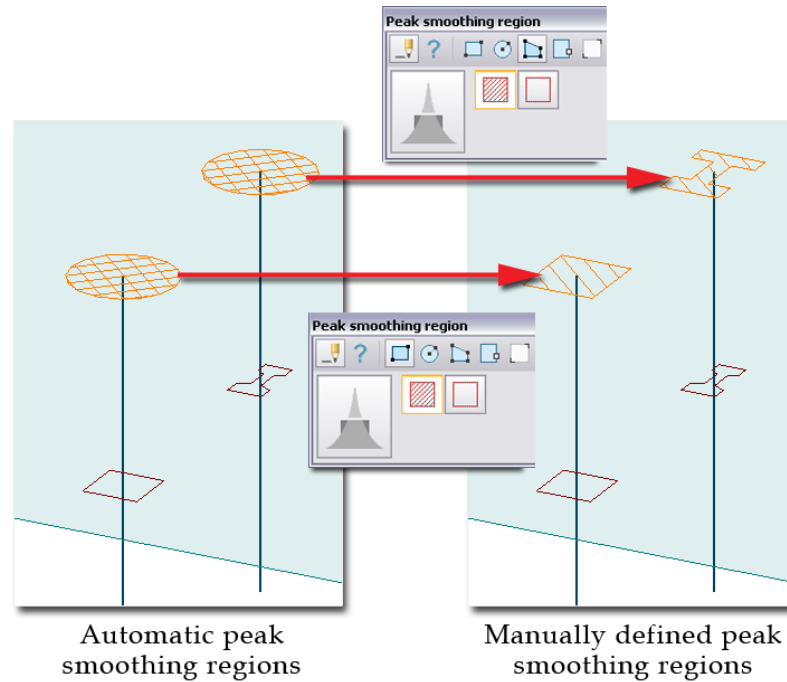 Peak smoothing region
?
Peak smoothing region
?
Automatic peak
smoothing regions
Manually defined peak
smoothing regions